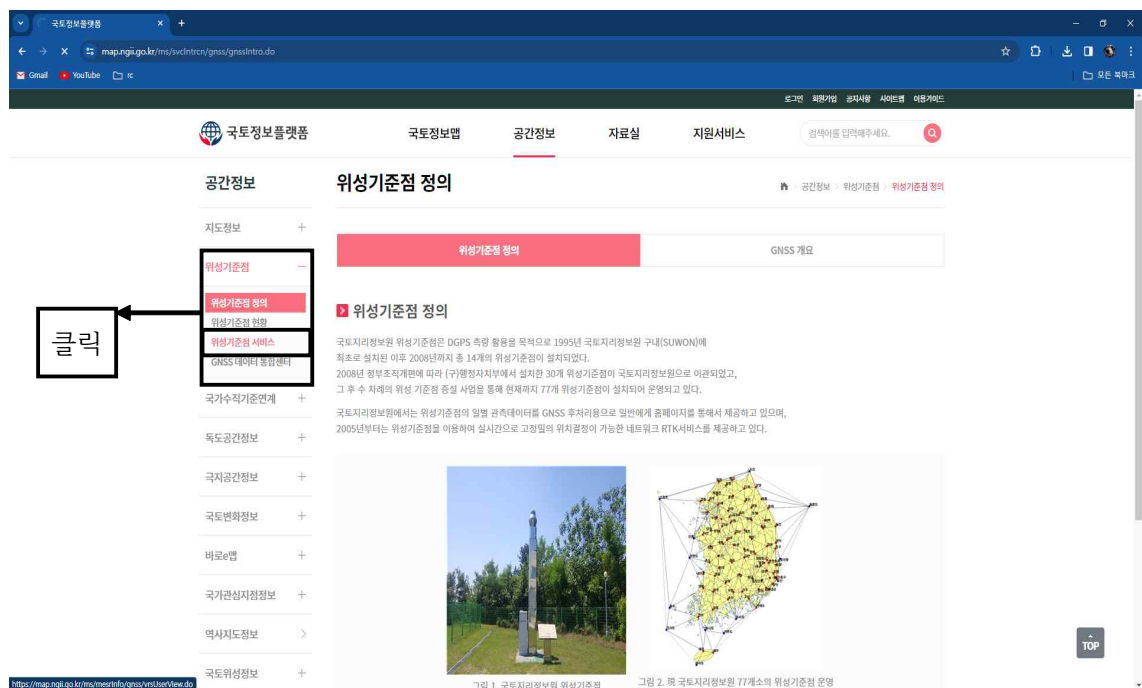 국토정보플랫폼
map.ngii.go.kr/ms/svcIntrcn/gnss/gnssIntro.do
Gmail YouTube rc 모든 북마크
로그인 회원가입 공지사항 사이트맵 이용가이드
국토정보플랫폼 국토정보맵 공간정보 자료실 지원서비스 검색어를 입력해주세요.
공간정보
지도정보
위성기준점
위성기준점 정의
위성기준점 현황
위성기준점 서비스
GNSS 데이터 통합센터
국가수직기준연계
독도공간정보
극지공간정보
국토변화정보
바로e맵
국가관심지점정보
역사지도정보
국토위성정보
클릭
위성기준점 정의
공간정보 > 위성기준점 > 위성기준점 정의
위성기준점 정의 GNSS 개요
위성기준점 정의
국토지리정보원 위성기준점은 DGPS 측량 활용을 목적으로 1995년 국토지리정보원 구내(SUWON)에
최초로 설치된 이후 2008년까지 총 14개의 위성기준점이 설치되었다.
2008년 정부조직개편에 따라 (구)행정자치부에서 설치한 30개 위성기준점이 국토지리정보원으로 이관되었고,
그 후 수 차례의 위성 기준점 증설 사업을 통해 현재까지 77개 위성기준점이 설치되어 운영되고 있다.
국토지리정보원에서는 위성기준점의 일별 관측데이터를 GNSS 후처리용으로 일반에게 홈페이지를 통해서 제공하고 있으며,
2005년부터는 위성기준점을 이용하여 실시간으로 고정밀의 위치결정이 가능한 네트워크 RTK서비스를 제공하고 있다.
그림 1. 국토지리정보원 위성기준점
그림 2. 現 국토지리정보원 77개소의 위성기준점 운영
TOP
https://map.ngii.go.kr/ms/mesrInfo/gnss/vrsUserView.do